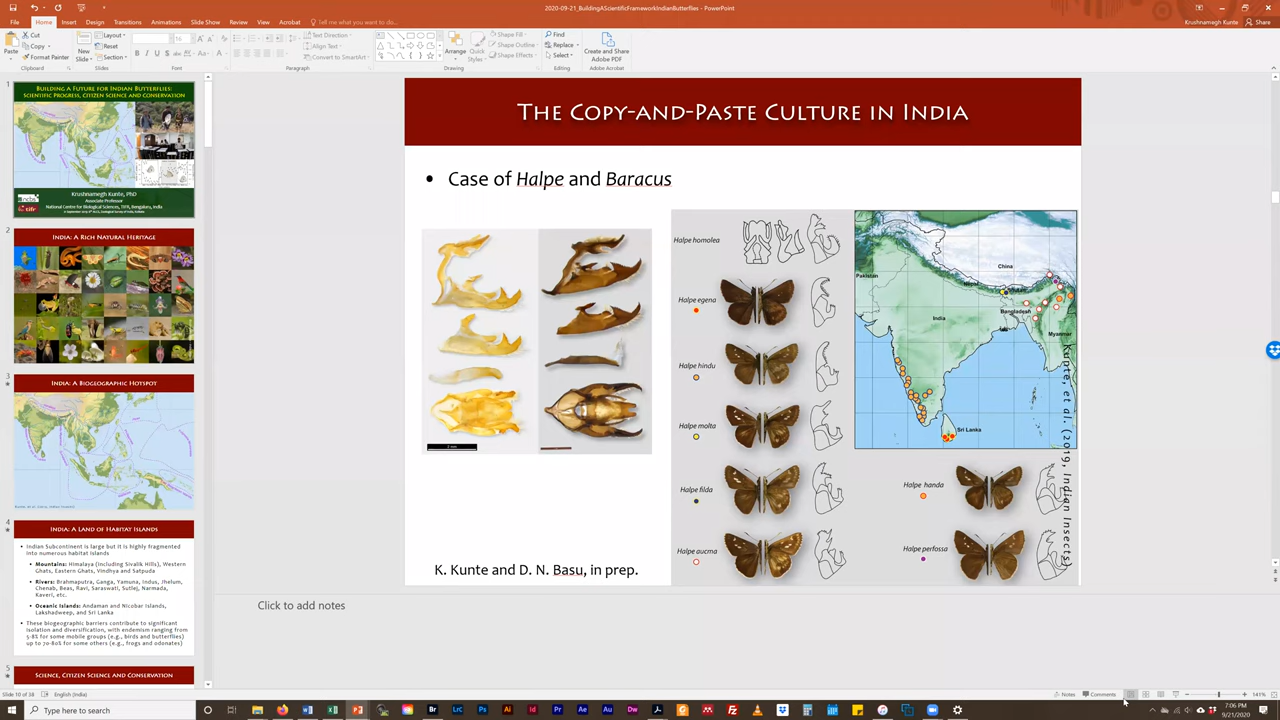 2020-09-21_BuildingAScientificFrameworkIndianButterflies - PowerPoint
File Home Insert Design Transitions Animations Slide Show Review View Acrobat Tell me what you want to do...
Krushnamegh Kunte Share
Paste
Cut
Copy
Format Painter
Clipboard
New Slide
Layout
Reset
Section
Slides
Font
Text Direction
Align Text
Convert to SmartArt
Paragraph
Arrange
Quick Styles
Shape Fill
Shape Outline
Shape Effects
Drawing
Find
Replace
Select
Editing
Create and Share Adobe PDF
Adobe Acrobat
1
Building A Future for Indian Butterflies:
Scientific Progress, Citizen Science and Conservation
Krushnamegh Kunte, PhD
Associate Professor
National Centre for Biological Sciences, TIFR, Bengaluru, India
2
India: A Rich Natural Heritage
3
India: A Biogeographic Hotspot
4
India: A Land of Habitat Islands
Indian Subcontinent is large but it is highly fragmented
into numerous habitat islands
• Mountains: Himalaya (including Sivalik Hills), Western
Ghats, Eastern Ghats, Vindhya and Satpuda
• Rivers: Brahmaputra, Ganga, Yamuna, Indus, Jhelum,
Chenab, Beas, Ravi, Saraswati, Sutlej, Narmada,
Kaveri, etc.
• Oceanic Islands: Andaman and Nicobar Islands,
Lakshadweep, and Sri Lanka
These biogeographic barriers contribute to significant
isolation and diversification, with endemism ranging from
5-8% for some mobile groups (e.g., birds and butterflies)
up to 70-80% for some others (e.g., frogs and odonates)
5
Science, Citizen Science and Conservation
The Copy-and-Paste Culture in India
• Case of Halpe and Baracus
Halpe homolea
Halpe egena
Halpe hindu
Halpe molta
Halpe filda
Halpe aucma
Halpe handa
Halpe perfossa
Pakistan
China
Nepal
Bhutan
Bangladesh
India
Myanmar
Sri Lanka
Kunte, et al. (2019, Indian Insects)
K. Kunte and D. N. Basu, in prep.
Click to add notes
Slide 10 of 38 English (India)
Notes Comments 141%
Type here to search
7:06 PM
9/21/2020